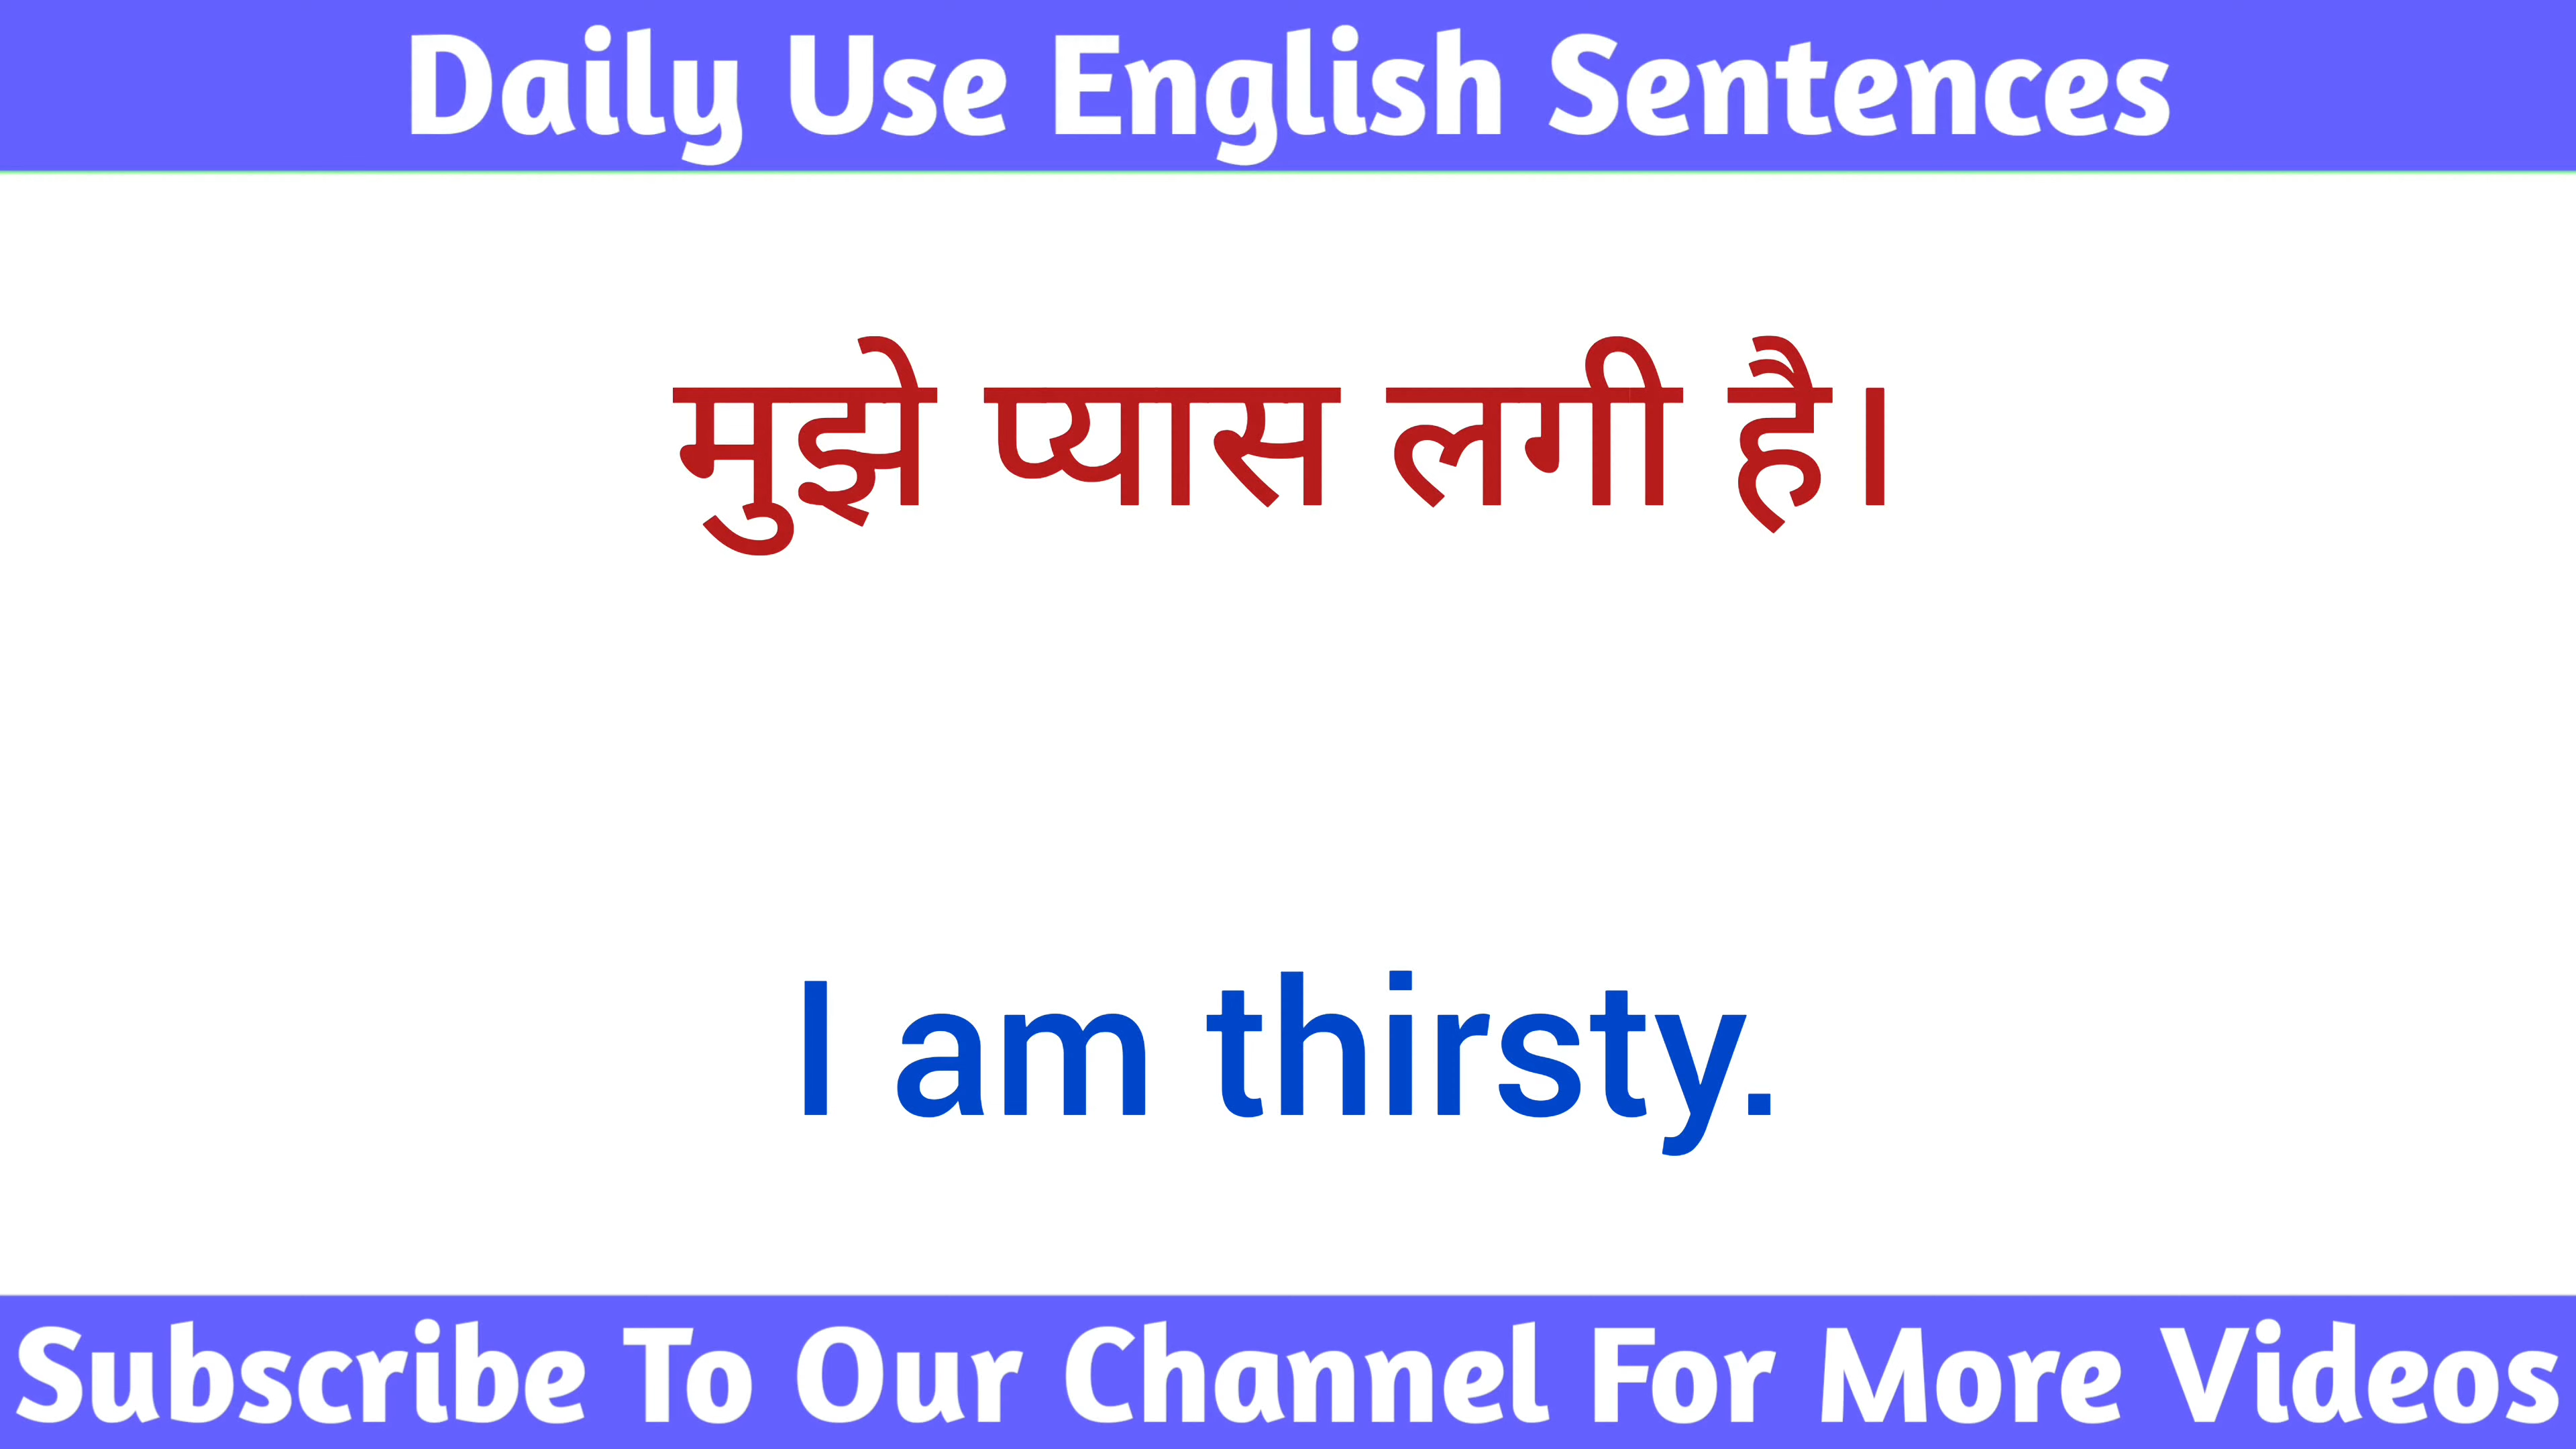 Daily Use English Sentences
मुझे प्यास लगी है।
I am thirsty.
Subscribe To Our Channel For More Videos